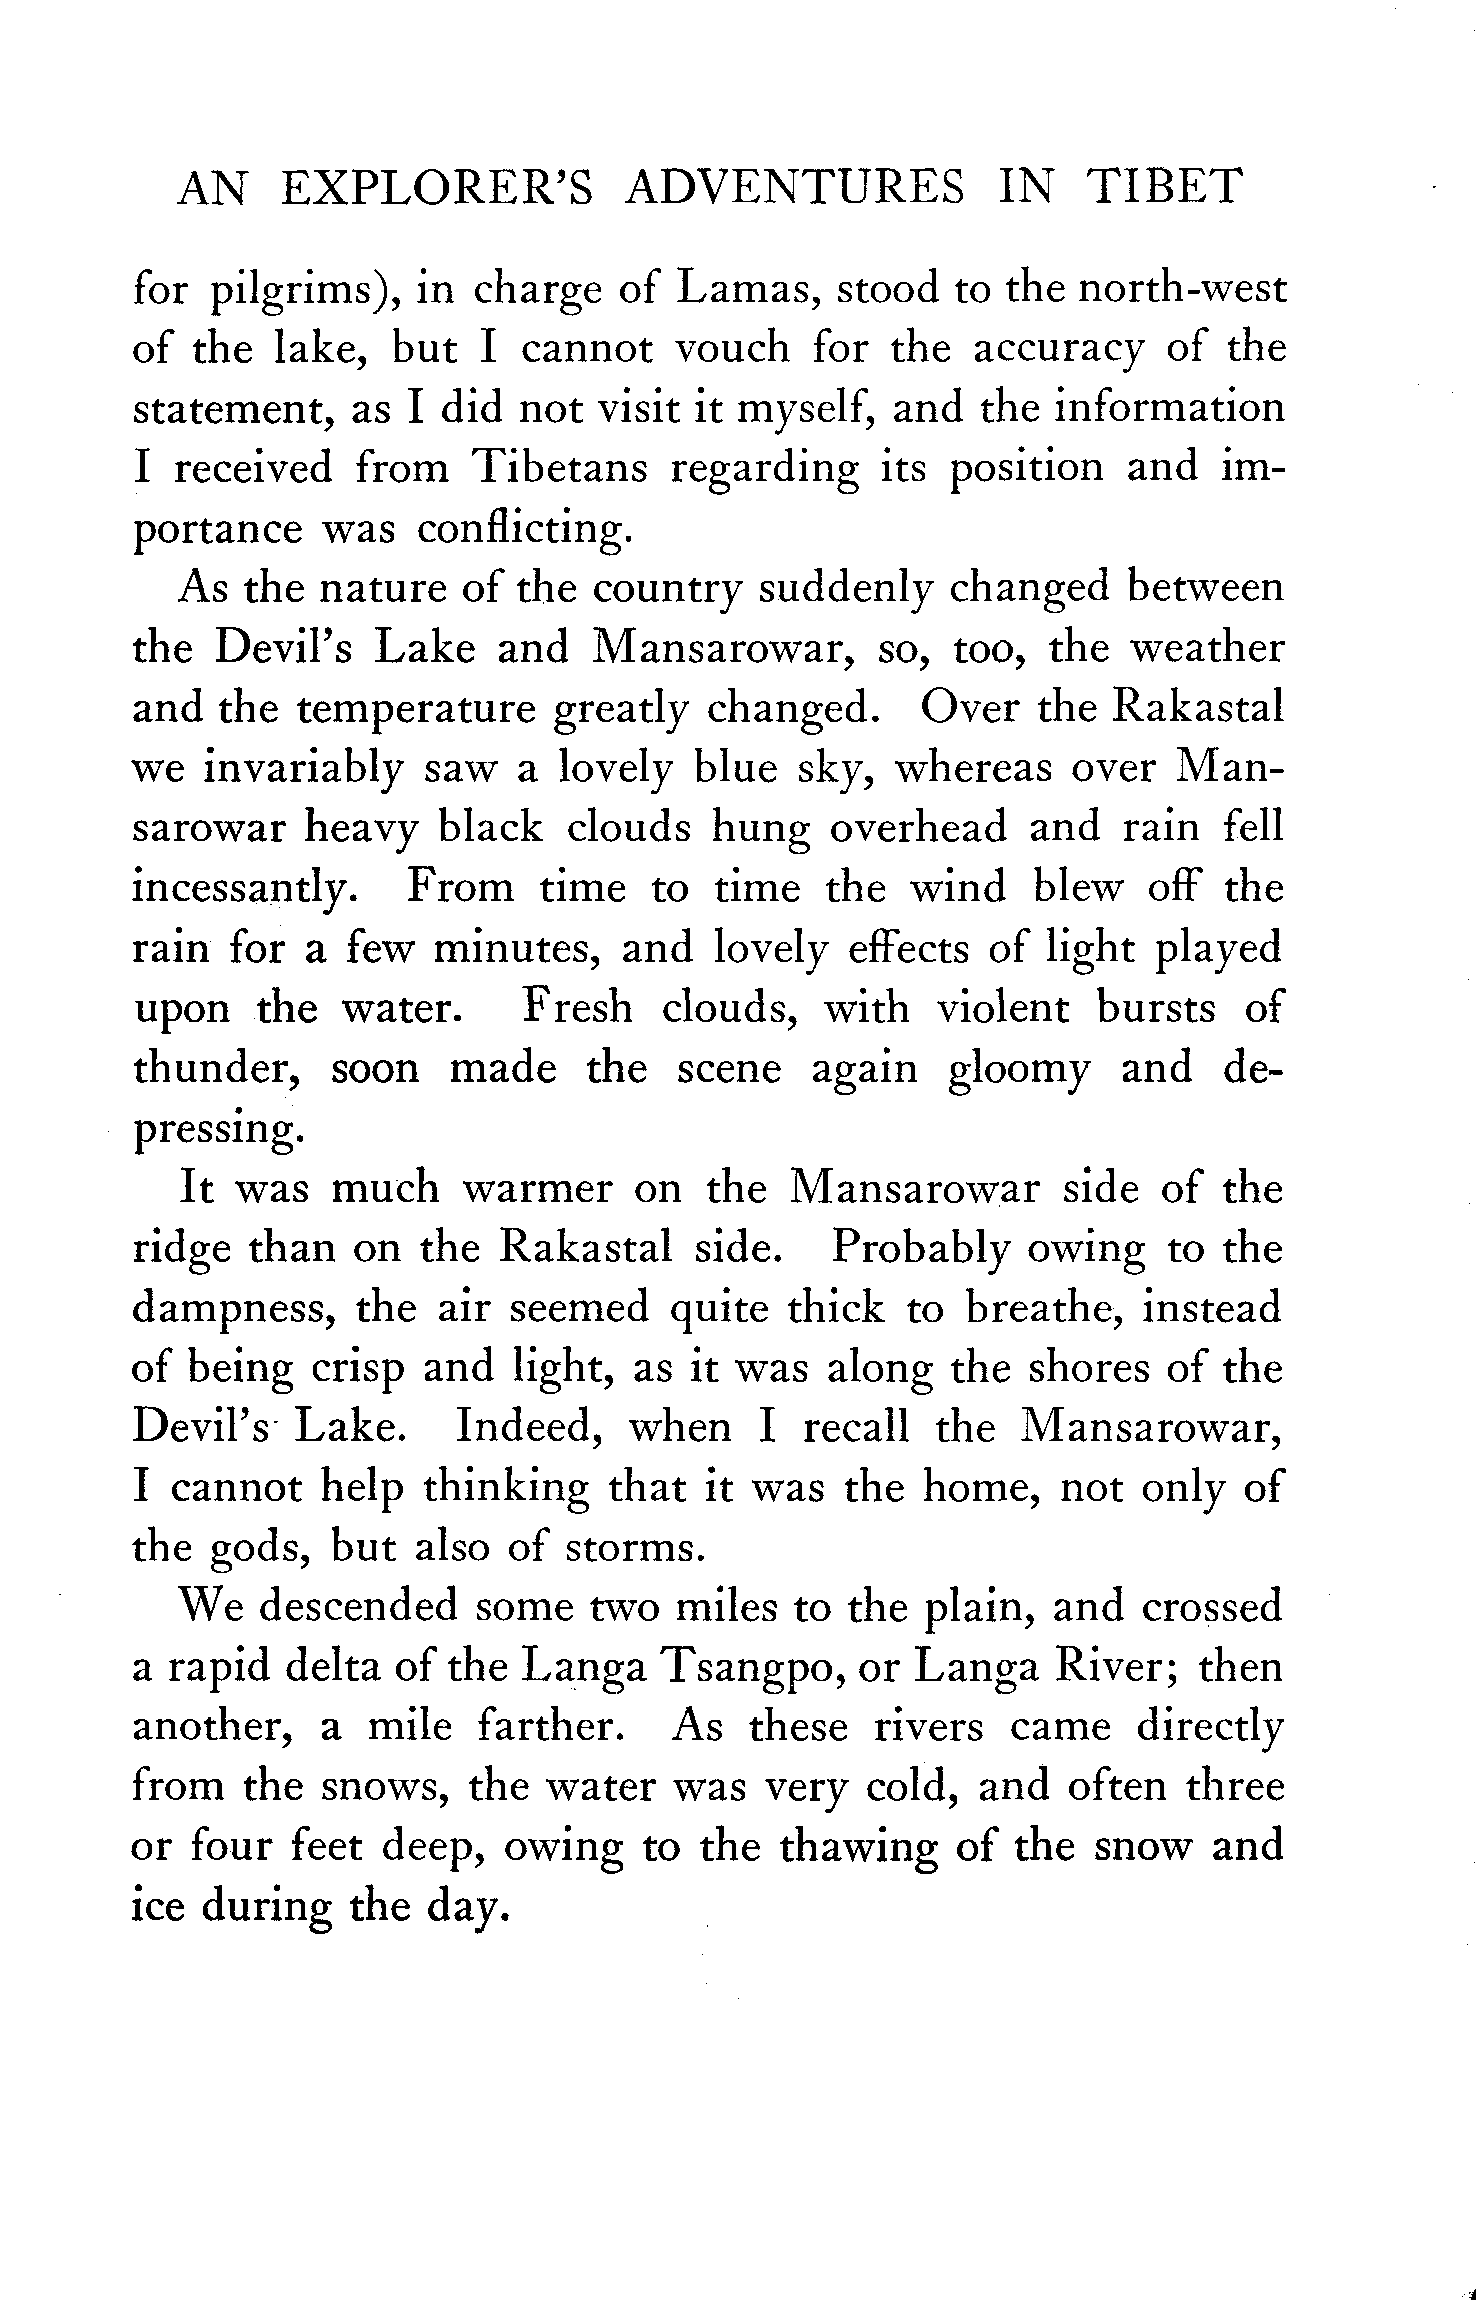 AN EXPLORER'S ADVENTURES IN TIBET
for pilgrims), in charge of Lamas, stood to the north-west
of the lake, but I cannot vouch for the accuracy of the
statement, as I did not visit it myself, and the information
I received from Tibetans regarding its position and im-
portance was conflicting.
As the nature of the country suddenly changed between
the Devil's Lake and Mansarowar, so, too, the weather
and the temperature greatly changed. Over the Rakastal
we invariably saw a lovely blue sky, whereas over Man-
sarowar heavy black clouds hung overhead and rain fell
incessantly. From time to time the wind blew off the
rain for a few minutes, and lovely effects of light played
upon the water. Fresh clouds, with violent bursts of
thunder, soon made the scene again gloomy and de-
pressing.
It was much warmer on the Mansarowar side of the
ridge than on the Rakastal side. Probably owing to the
dampness, the air seemed quite thick to breathe, instead
of being crisp and light, as it was along the shores of the
Devil's Lake. Indeed, when I recall the Mansarowar,
I cannot help thinking that it was the home, not only of
the gods, but also of storms.
We descended some two miles to the plain, and crossed
a rapid delta of the Langa Tsangpo, or Langa River; then
another, a mile farther. As these rivers came directly
from the snows, the water was very cold, and often three
or four feet deep, owing to the thawing of the snow and
ice during the day.